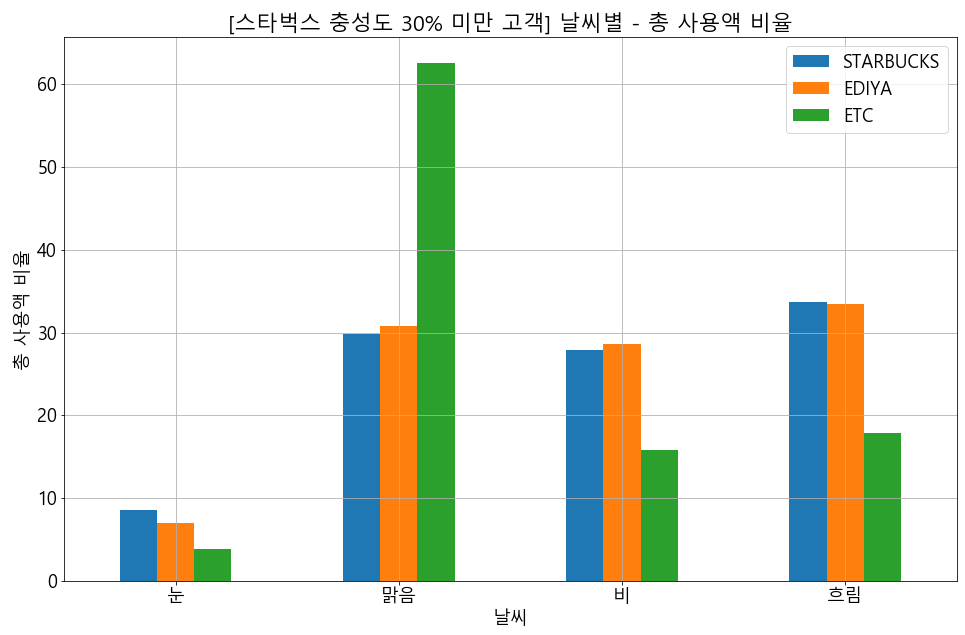 [스타벅스 충성도 30% 미만 고객] 날씨별 - 총 사용액 비율
STARBUCKS
EDIYA
ETC
총 사용액 비율
60
50
40
30
20
10
0
눈
맑음
비
흐림
날씨